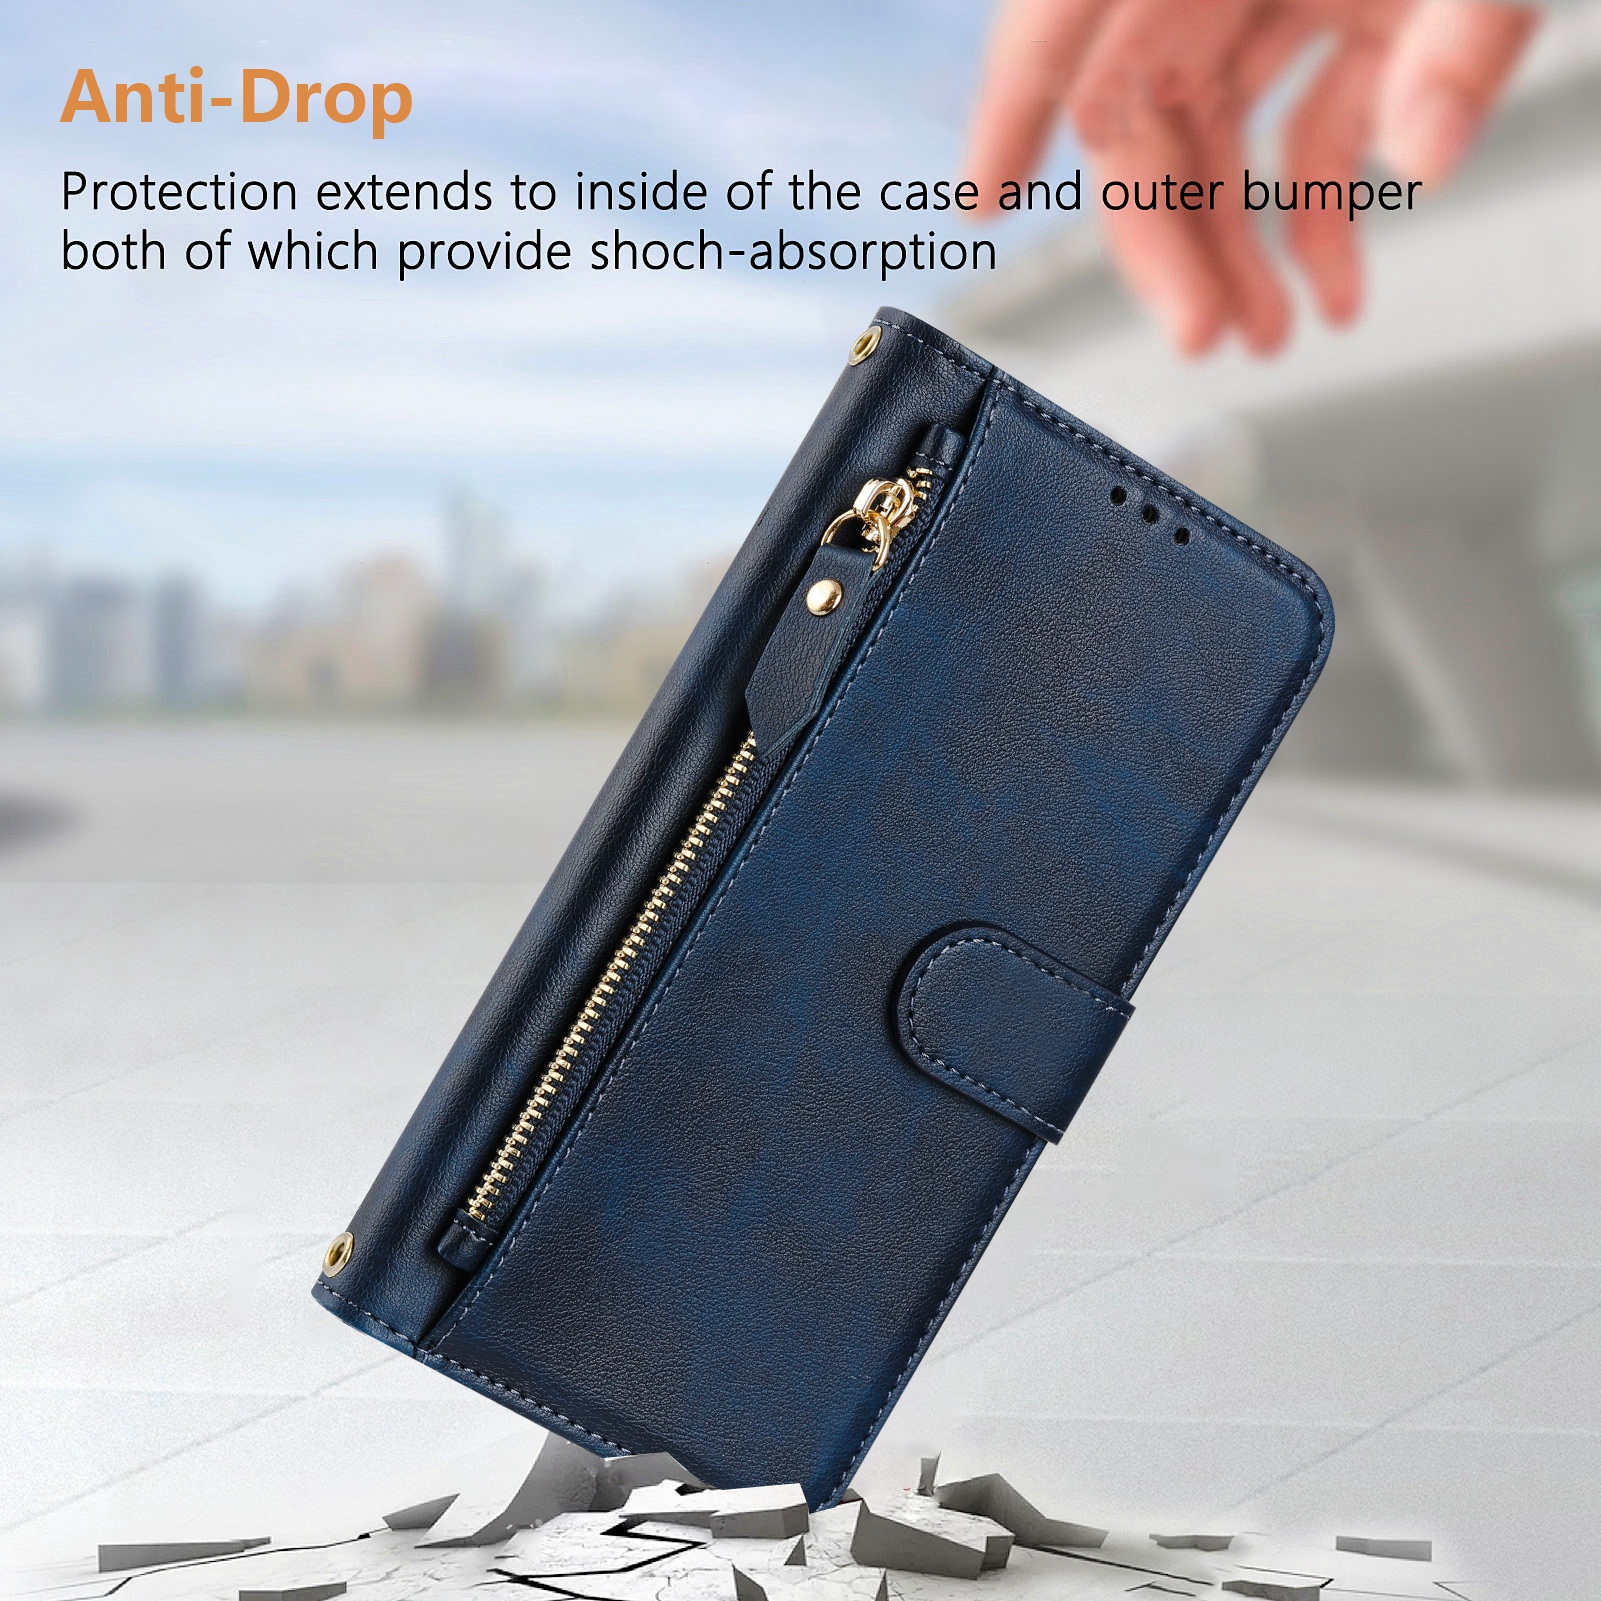 Anti-Drop
Protection extends to inside of the case and outer bumper
both of which provide shoch-absorption